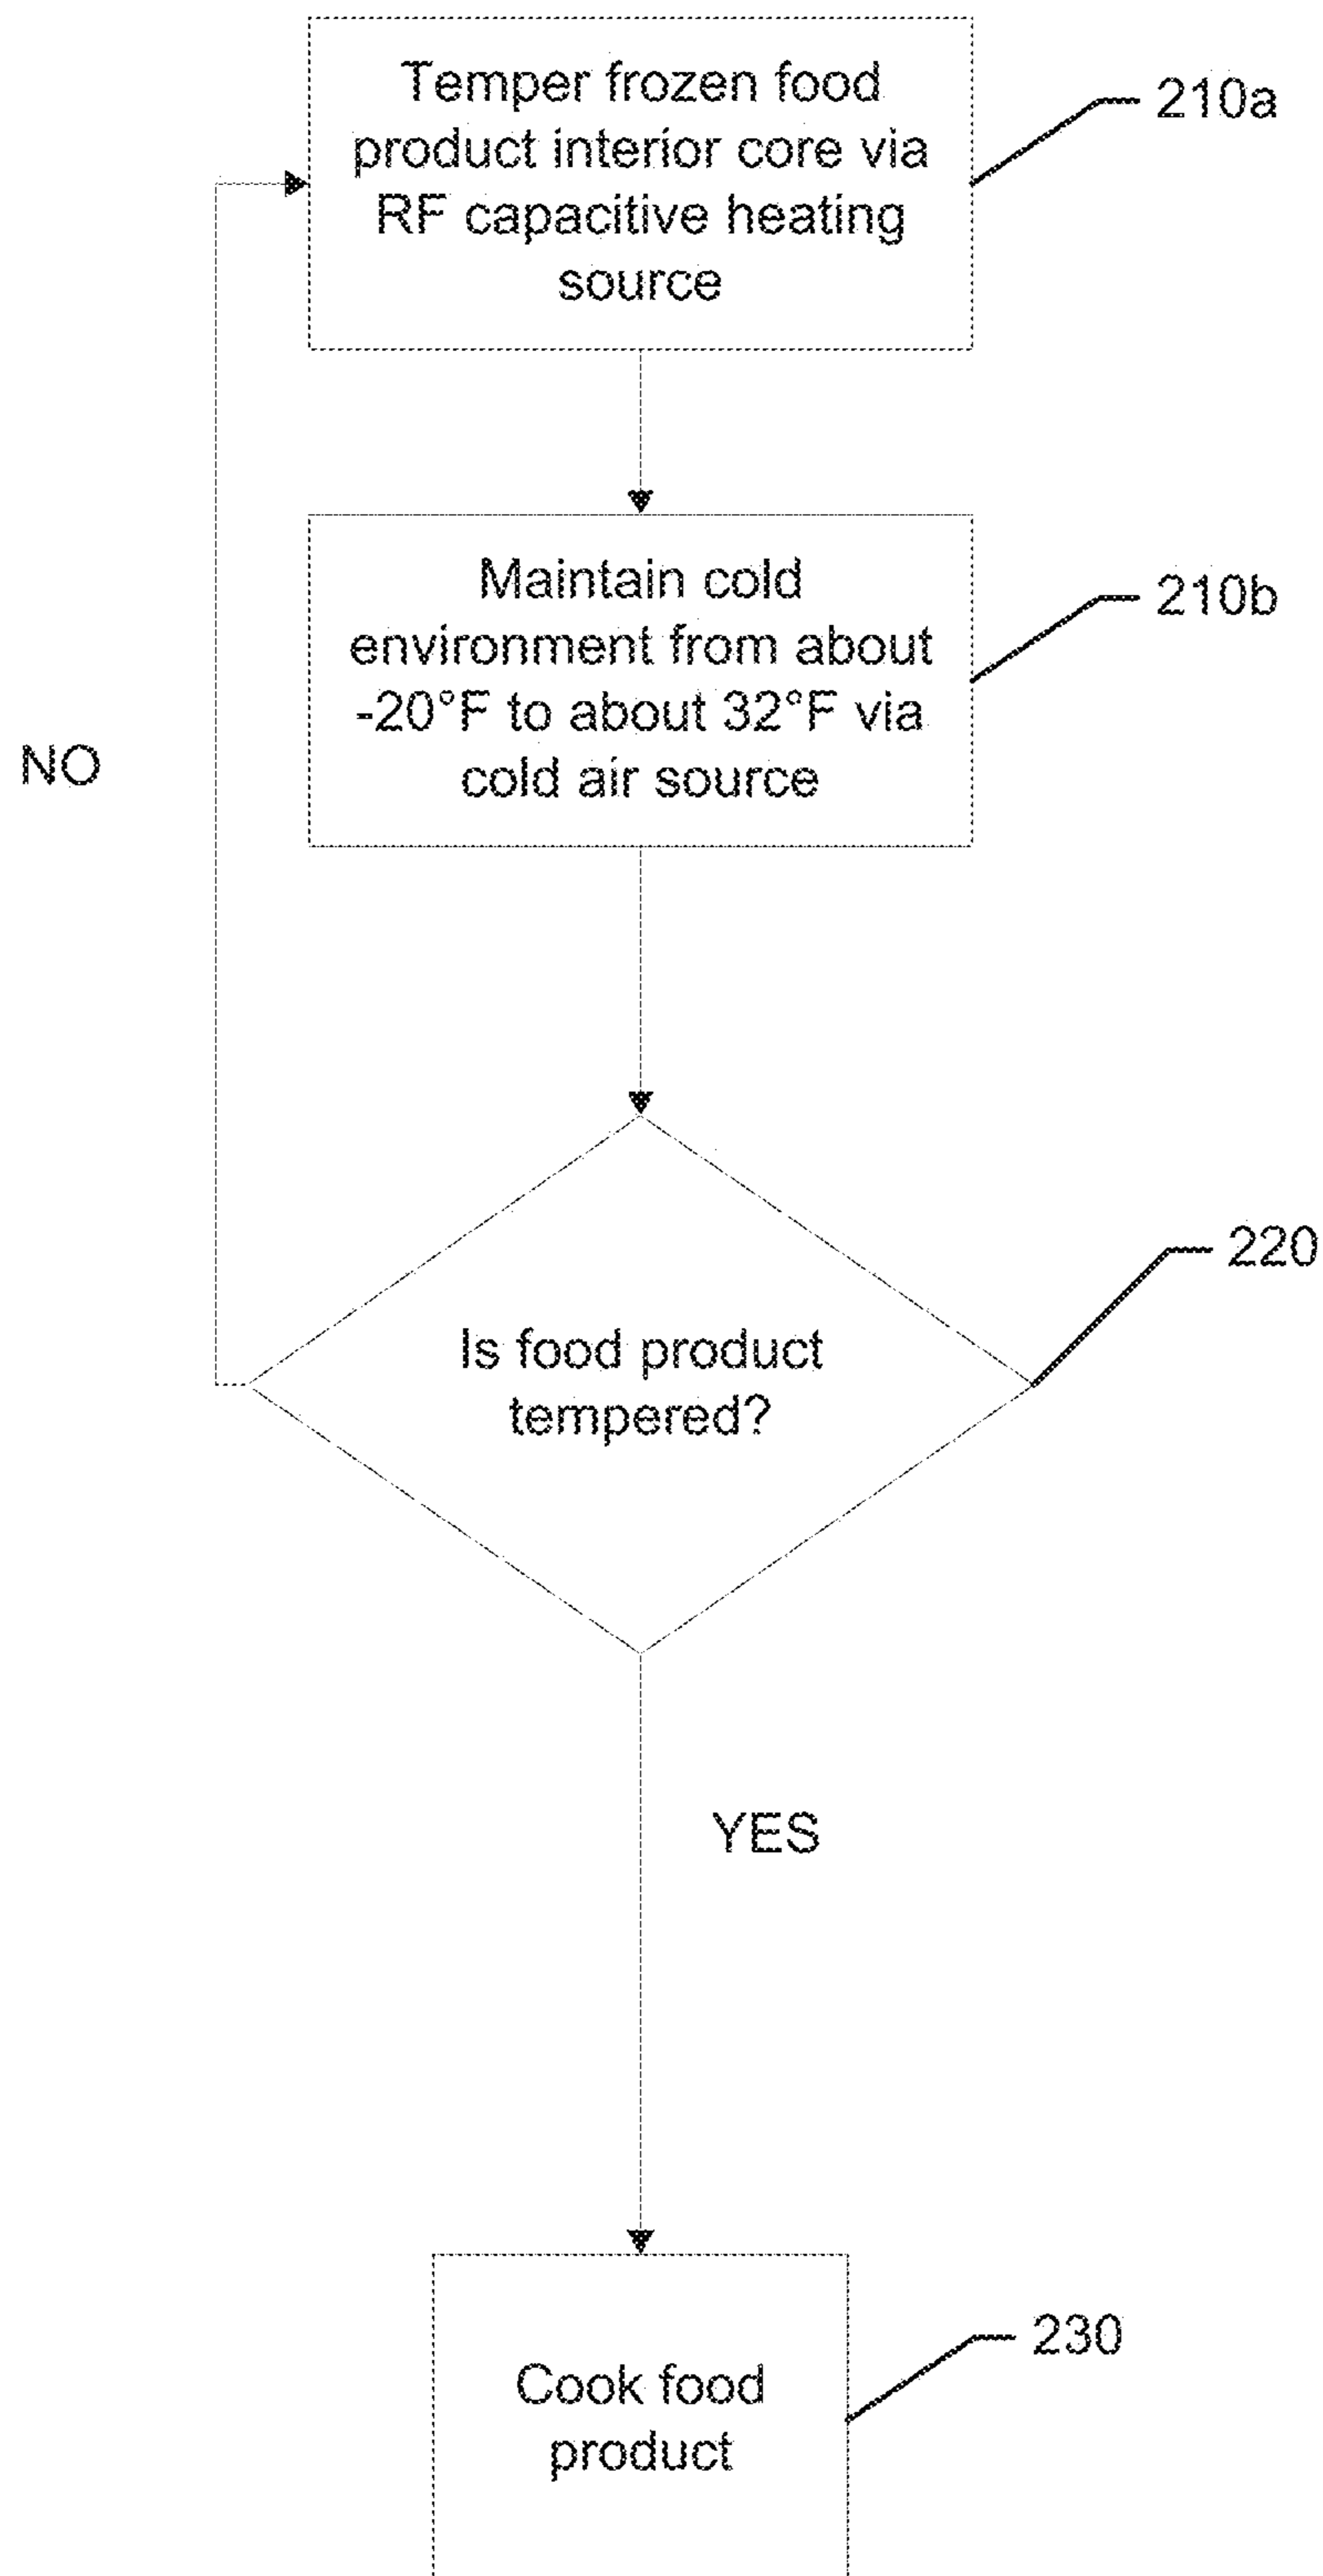 Temper frozen food
product interior core via
RF capacitive heating
source
210a
Maintain cold
environment from about
-20°F to about 32°F via
cold air source
210b
NO
Is food product
tempered?
220
YES
Cook food
product
230